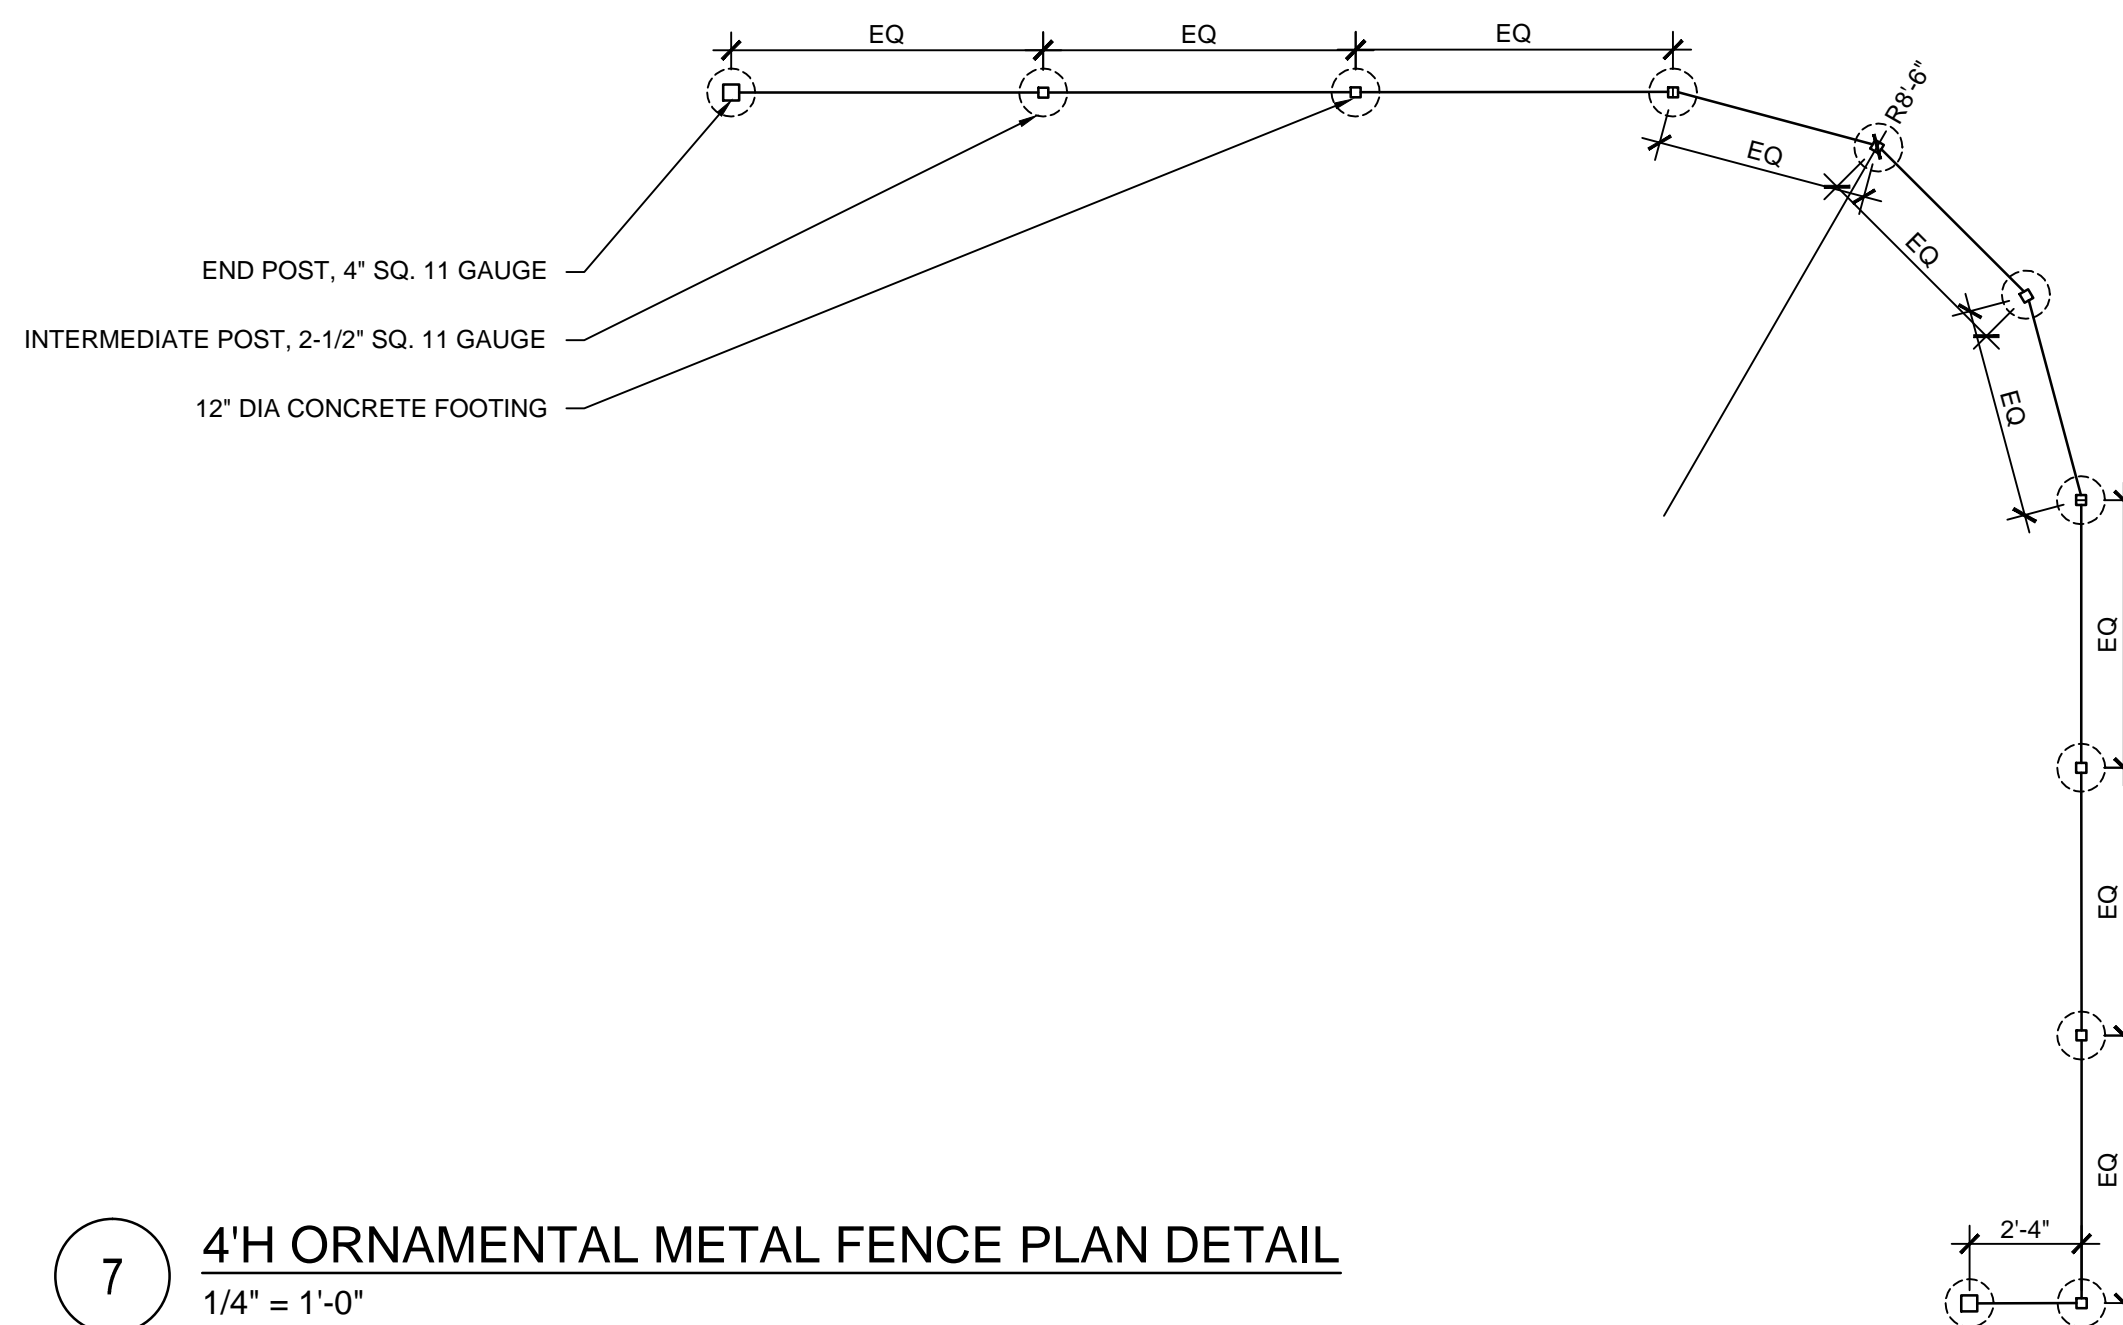 EQ EQ EQ
R8'-6"
EQ
EQ
END POST, 4" SQ. 11 GAUGE
INTERMEDIATE POST, 2-1/2" SQ. 11 GAUGE
12" DIA CONCRETE FOOTING
EQ
EQ
EQ
EQ
2'-4"
7
4'H ORNAMENTAL METAL FENCE PLAN DETAIL
1/4" = 1'-0"